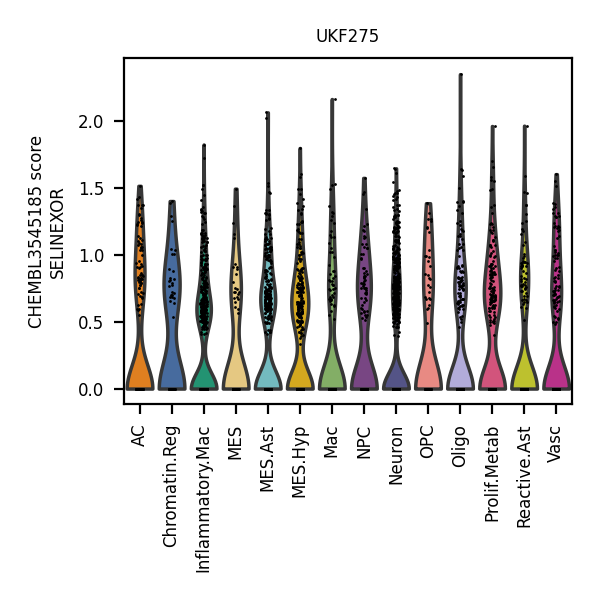 UKF275
CHEMBL3545185 score
SELINEXOR
2.0
1.5
1.0
0.5
0.0
AC
Chromatin.Reg
Inflammatory.Mac
MES
MES.Ast
MES.Hyp
Mac
NPC
Neuron
OPC
Oligo
Prolif.Metab
Reactive.Ast
Vasc